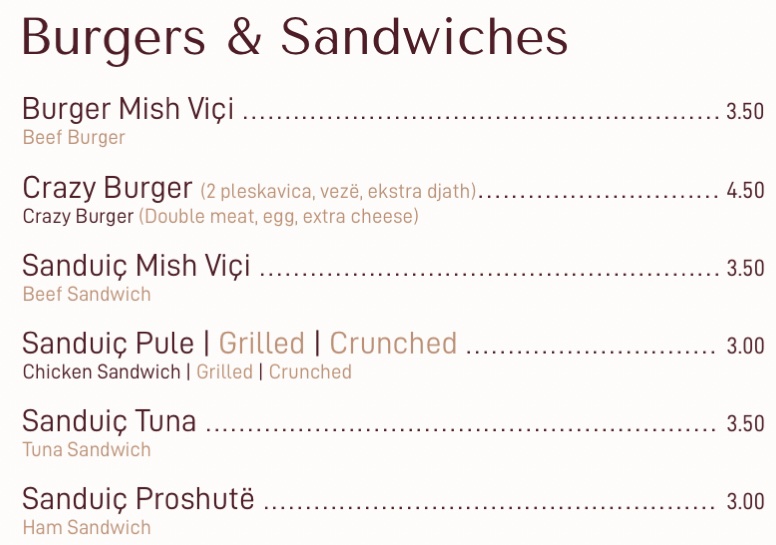 Burgers & Sandwiches
Burger Mish Viçi ........................................................ 3.50
Beef Burger
Crazy Burger (2 pleskavica, vezë, ekstra djath)............................ 4.50
Crazy Burger (Double meat, egg, extra cheese)
Sanduiç Mish Viçi ...................................................... 3.50
Beef Sandwich
Sanduiç Pule | Grilled | Crunched ............................. 3.00
Chicken Sandwich | Grilled | Crunched
Sanduiç Tuna ............................................................ 3.50
Tuna Sandwich
Sanduiç Proshutë ..................................................... 3.00
Ham Sandwich